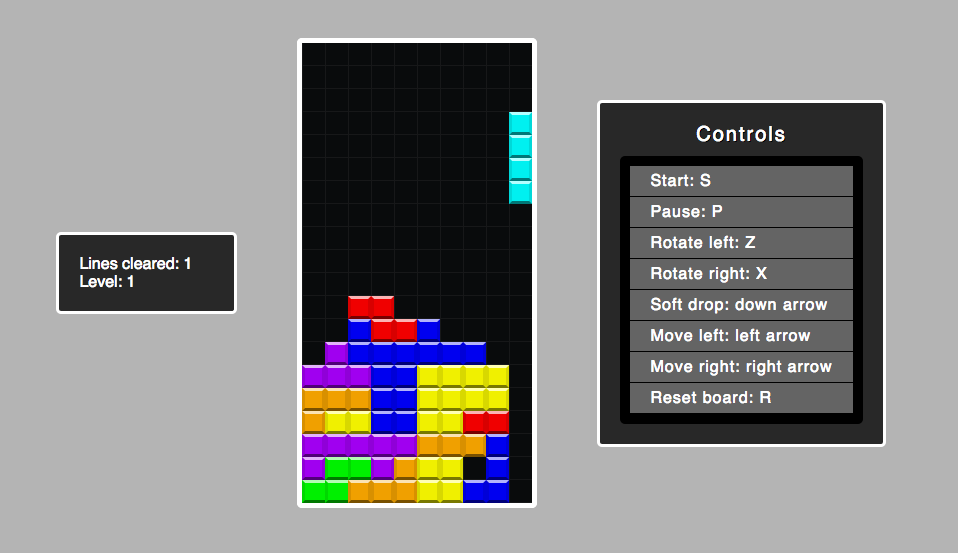 Lines cleared: 1
Level: 1
Controls
Start: S
Pause: P
Rotate left: Z
Rotate right: X
Soft drop: down arrow
Move left: left arrow
Move right: right arrow
Reset board: R